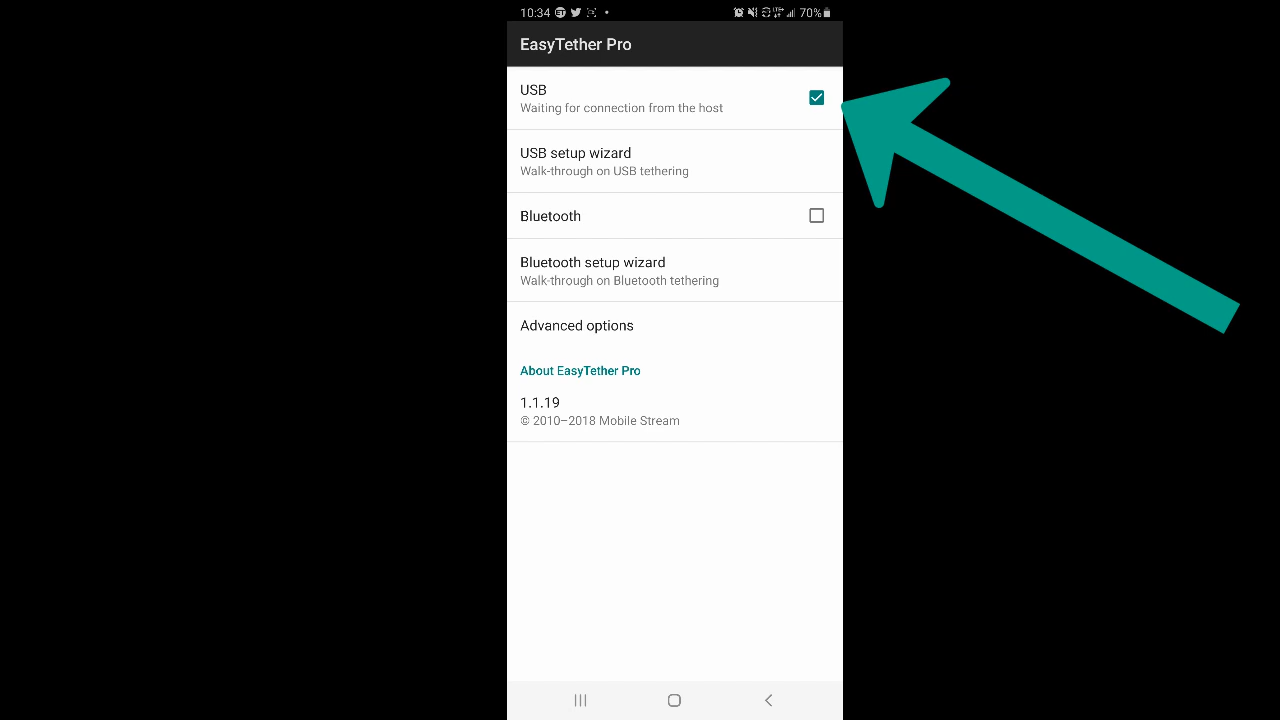 10:34 70%
EasyTether Pro
USB
Waiting for connection from the host
USB setup wizard
Walk-through on USB tethering
Bluetooth
Bluetooth setup wizard
Walk-through on Bluetooth tethering
Advanced options
About EasyTether Pro
1.1.19
© 2010–2018 Mobile Stream